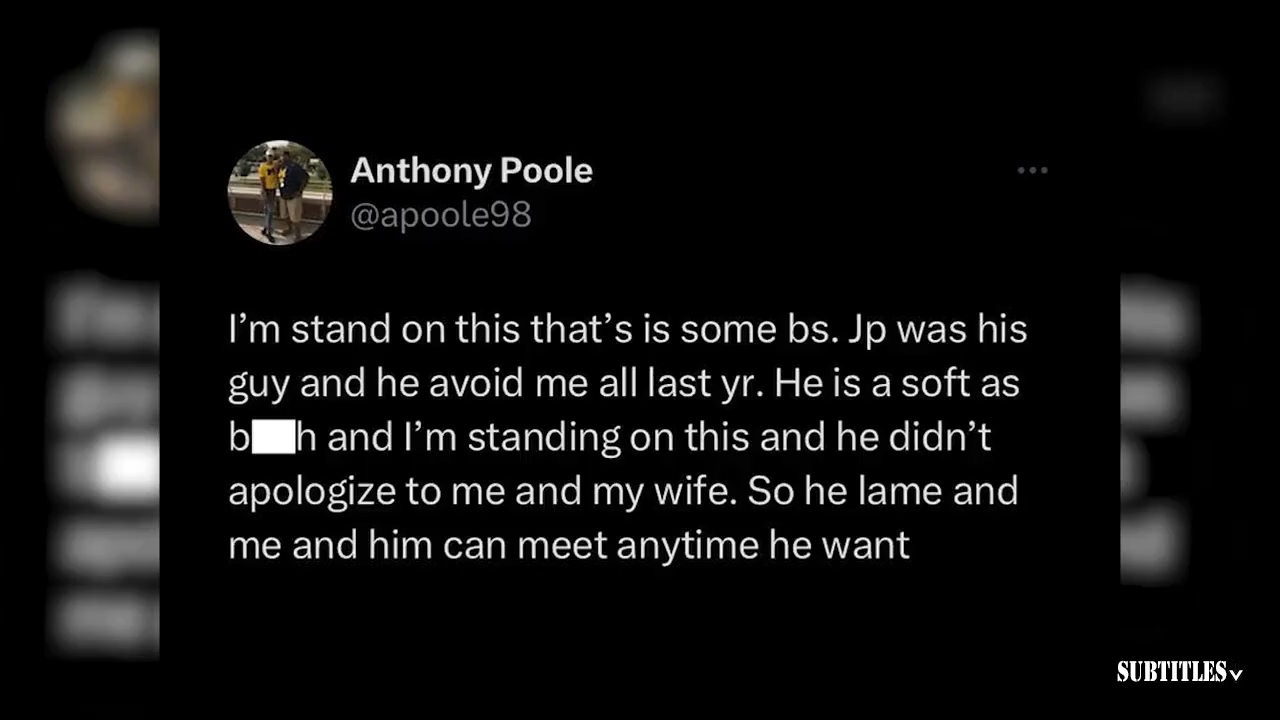 Anthony Poole
@apoole98
I’m stand on this that’s is some bs. Jp was his
guy and he avoid me all last yr. He is a soft as
b██h and I’m standing on this and he didn’t
apologize to me and my wife. So he lame and
me and him can meet anytime he want
SUBTITLES